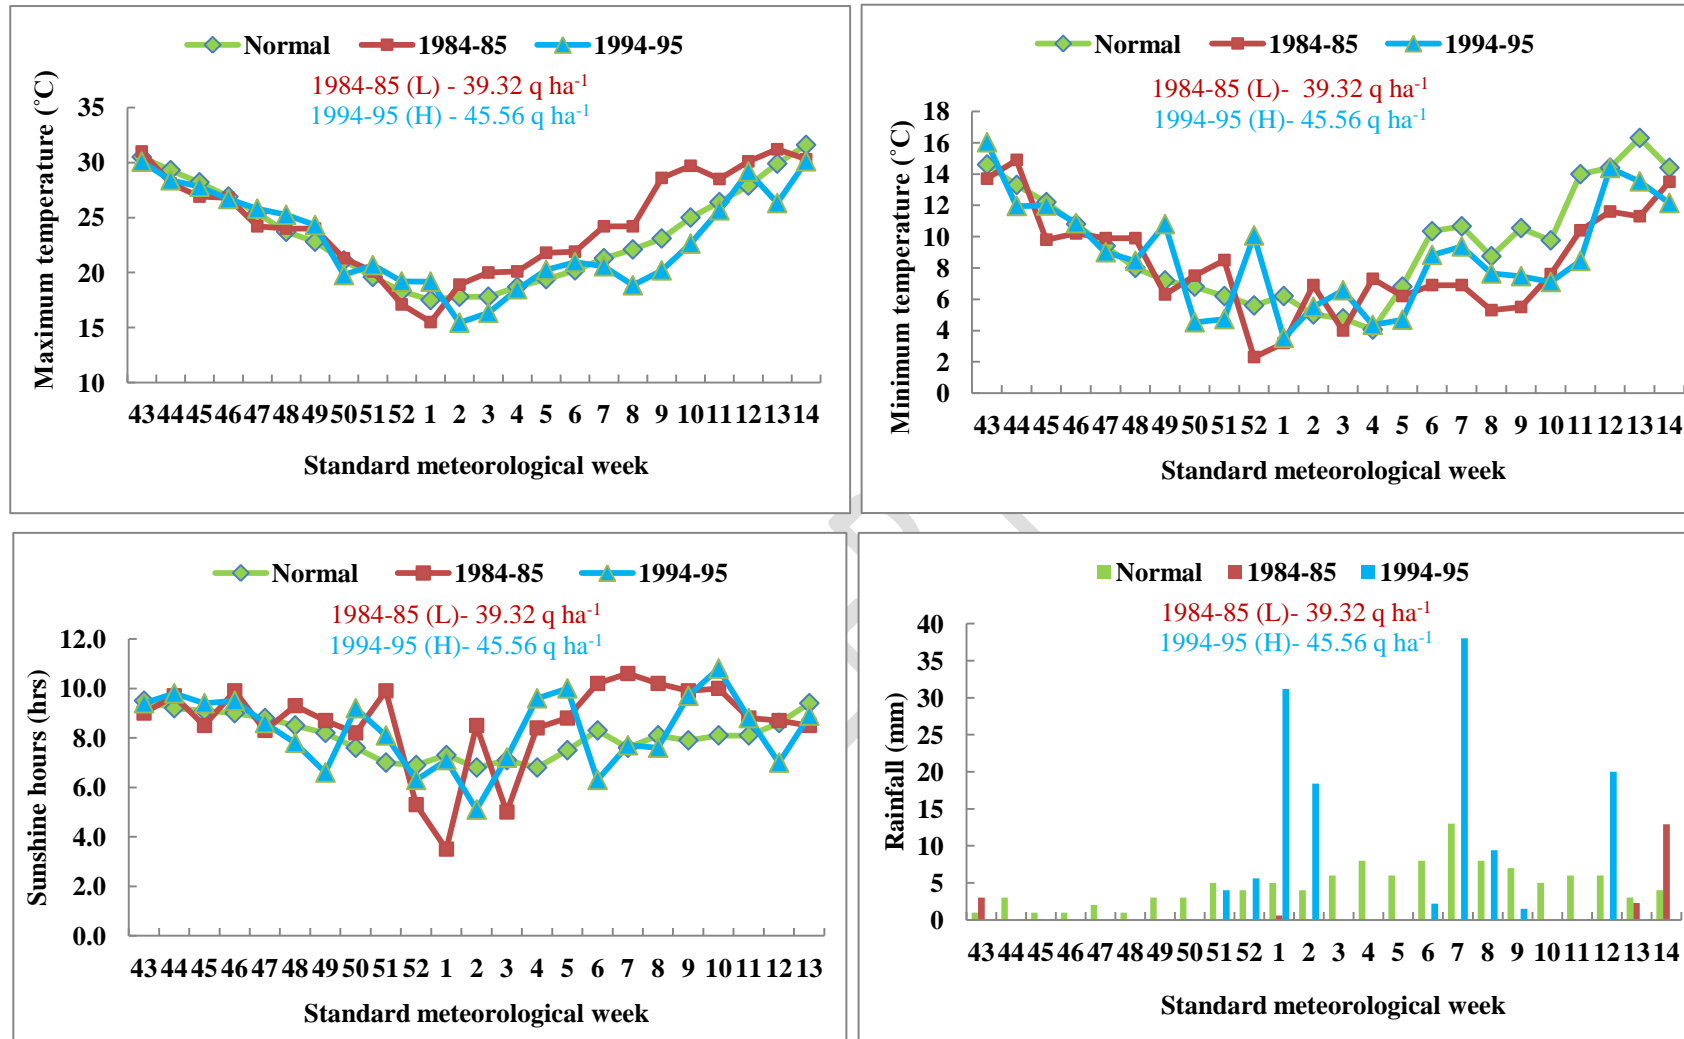 Normal 1984-85 1994-95
1984-85 (L) - 39.32 q ha-1
1994-95 (H) - 45.56 q ha-1
Maximum temperature (˚C)
35
30
25
20
15
10
43 44 45 46 47 48 49 50 51 52 1 2 3 4 5 6 7 8 9 10 11 12 13 14
Standard meteorological week
Normal 1984-85 1994-95
1984-85 (L)- 39.32 q ha-1
1994-95 (H)- 45.56 q ha-1
Minimum temperature (˚C)
18
16
14
12
10
8
6
4
2
0
43 44 45 46 47 48 49 50 51 52 1 2 3 4 5 6 7 8 9 10 11 12 13 14
Standard meteorological week
Normal 1984-85 1994-95
1984-85 (L)- 39.32 q ha-1
1994-95 (H)- 45.56 q ha-1
Sunshine hours (hrs)
12.0
10.0
8.0
6.0
4.0
2.0
0.0
43 44 45 46 47 48 49 50 51 52 1 2 3 4 5 6 7 8 9 10 11 12 13
Standard meteorological week
Normal 1984-85 1994-95
1984-85 (L)- 39.32 q ha-1
1994-95 (H)- 45.56 q ha-1
Rainfall (mm)
40
35
30
25
20
15
10
5
0
43 44 45 46 47 48 49 50 51 52 1 2 3 4 5 6 7 8 9 10 11 12 13 14
Standard meteorological week